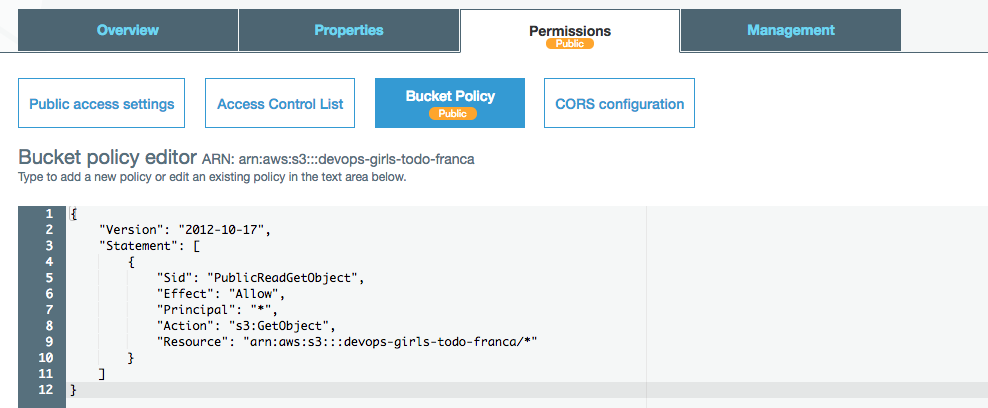 Overview Properties Permissions Management
Public
Public access settings Access Control List Bucket Policy CORS configuration
Public
Bucket policy editor ARN: arn:aws:s3:::devops-girls-todo-franca
Type to add a new policy or edit an existing policy in the text area below.
1 {
2     "Version": "2012-10-17",
3     "Statement": [
4         {
5             "Sid": "PublicReadGetObject",
6             "Effect": "Allow",
7             "Principal": "*",
8             "Action": "s3:GetObject",
9             "Resource": "arn:aws:s3:::devops-girls-todo-franca/*"
10         }
11     ]
12 }